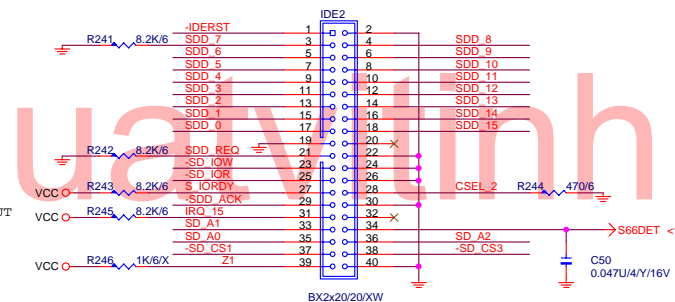 IDE2
-IDERST 1 2
R241 8.2K/6 SDD_7 3 4 SDD_8
SDD_6 5 6 SDD_9
SDD_5 7 8 SDD_10
SDD_4 9 10 SDD_11
SDD_3 11 12 SDD_12
SDD_2 13 14 SDD_13
SDD_1 15 16 SDD_14
SDD_0 17 18 SDD_15
19 20
R242 8.2K/6 SDD_REQ 21 22
-SD_IOW 23 24
-SD_IOR 25 26
VCC R243 8.2K/6 S_IORDY 27 28 CSEL_2 R244 470/6
-SDD_ACK 29 30
UT VCC R245 8.2K/6 IRQ_15 31 32
SD_A1 33 34 S66DET <
SD_A0 35 36 SD_A2
-SD_CS1 37 38 -SD_CS3
VCC R246 1K/6/X Z1 39 40
C50
0.047U/4/Y/16V
BX2x20/20/XW
uatvitinh